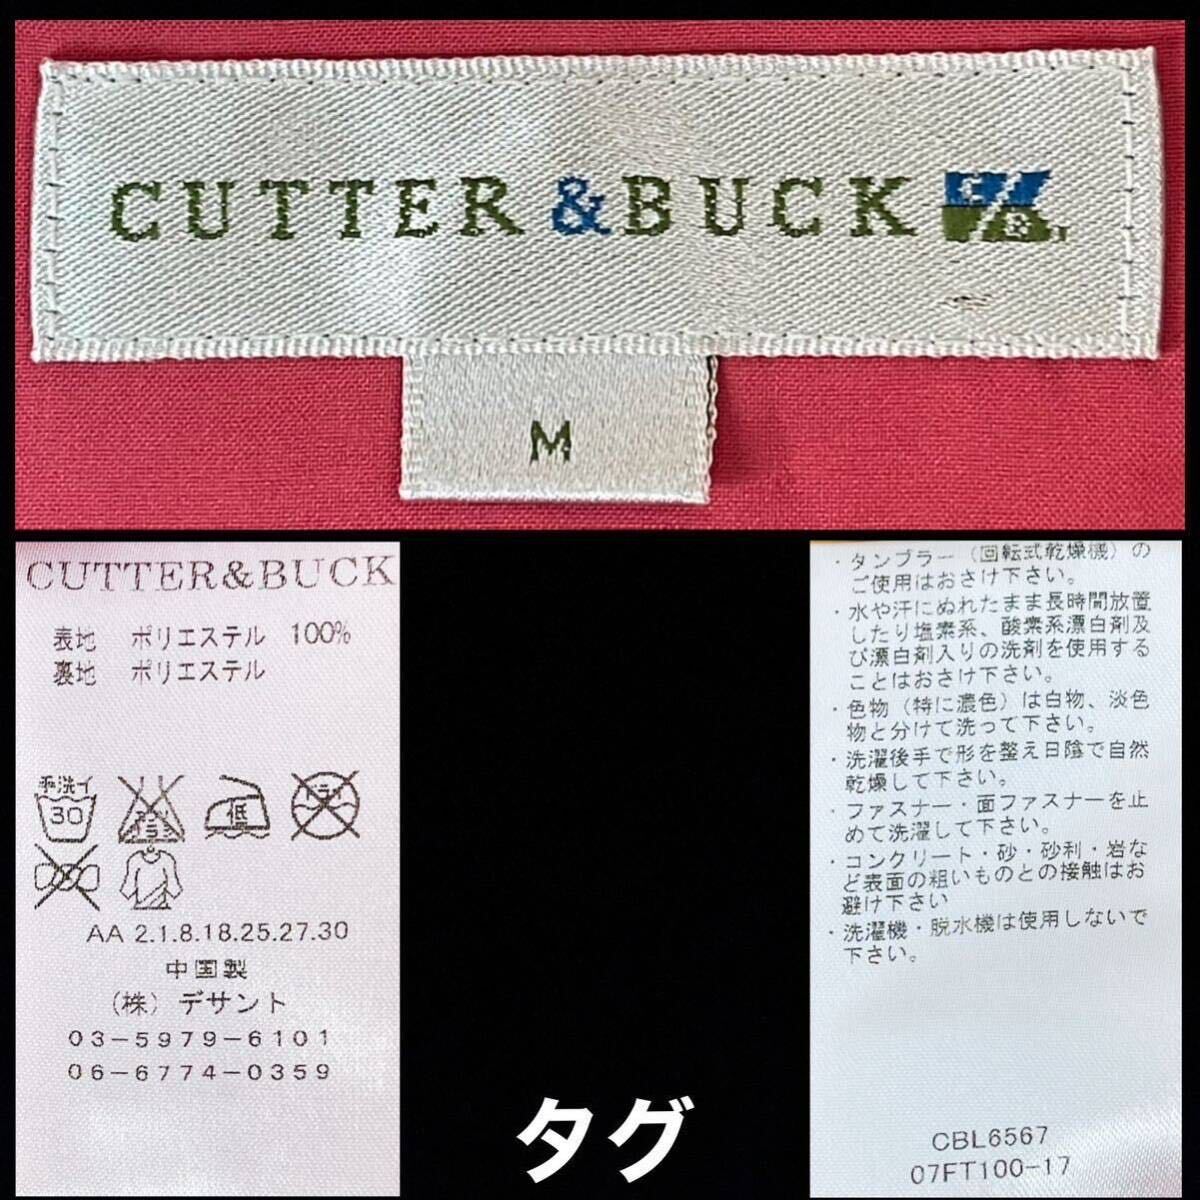 CUTTER&BUCK C/B
M
CUTTER&BUCK
表地 ポリエステル 100%
裏地 ポリエステル
手洗イ
30
エンソ
サラシ
低
AA 2.1.8.18.25.27.30
中国製
(株) デサント
03-5979-6101
06-6774-0359
・タンブラー(回転式乾燥機)の
ご使用はおさけ下さい。
・水や汗にぬれたまま長時間放置
したり塩素系、酸素系漂白剤及
び漂白剤入りの洗剤を使用する
ことはおさけ下さい。
・色物(特に濃色)は白物、淡色
物と分けて洗って下さい。
・洗濯後手で形を整え日陰で自然
乾燥して下さい。
・ファスナー・面ファスナーを止
めて洗濯して下さい。
・コンクリート・砂・砂利・岩な
ど表面の粗いものとの接触はお
避け下さい
・洗濯機・脱水機は使用しないで
下さい。
CBL6567
07FT100-17
タグ